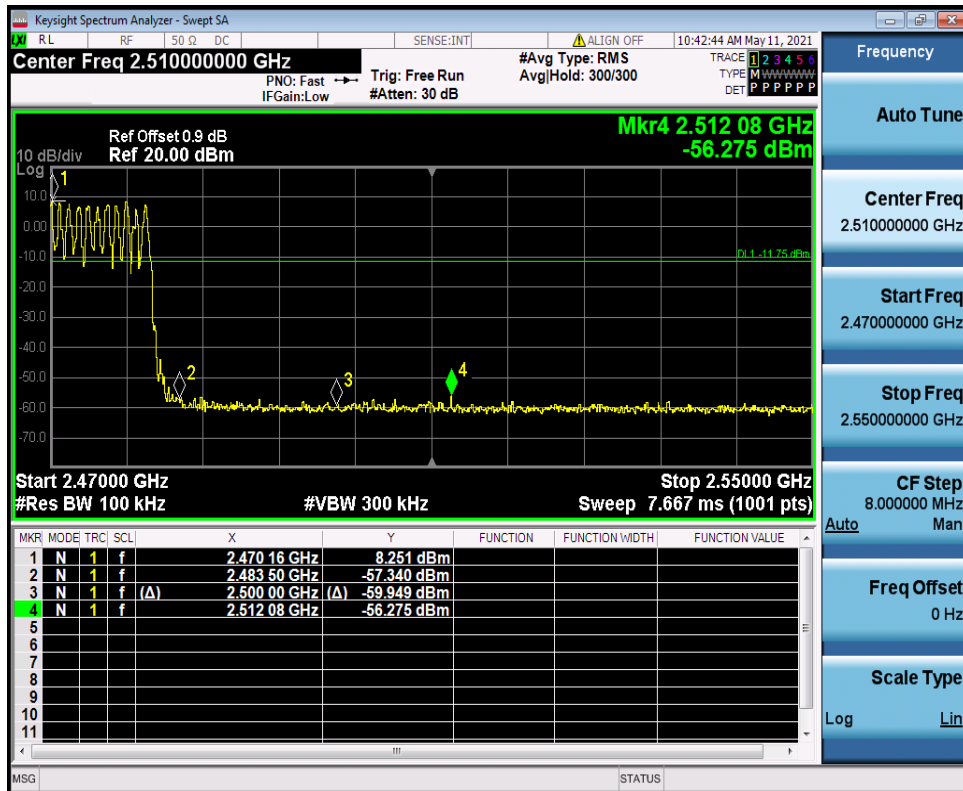 Keysight Spectrum Analyzer - Swept SA
LXI RL RF 50 Ω DC SENSE:INT ALIGN OFF 10:42:44 AM May 11, 2021
Center Freq 2.510000000 GHz
PNO: Fast
IFGain:Low
Trig: Free Run
#Atten: 30 dB
#Avg Type: RMS
Avg|Hold: 300/300
TRACE 1 2 3 4 5 6
TYPE M WWWWW
DET P P P P P P
Mkr4 2.512 08 GHz
-56.275 dBm
Ref Offset 0.9 dB
10 dB/div Ref 20.00 dBm
Log
1
10.0
0.00
-10.0
DL1 -11.75 dBm
-20.0
-30.0
-40.0
-50.0
2
3
4
-60.0
-70.0
Start 2.47000 GHz Stop 2.55000 GHz
#Res BW 100 kHz #VBW 300 kHz Sweep 7.667 ms (1001 pts)
MKR MODE TRC SCL X Y FUNCTION FUNCTION WIDTH FUNCTION VALUE
1 N 1 f 2.470 16 GHz 8.251 dBm
2 N 1 f 2.483 50 GHz -57.340 dBm
3 N 1 f (Δ) 2.500 00 GHz (Δ) -59.949 dBm
4 N 1 f 2.512 08 GHz -56.275 dBm
5
6
7
8
9
10
11
MSG STATUS
Frequency
Auto Tune
Center Freq
2.510000000 GHz
Start Freq
2.470000000 GHz
Stop Freq
2.550000000 GHz
CF Step
8.000000 MHz
Auto Man
Freq Offset
0 Hz
Scale Type
Log Lin